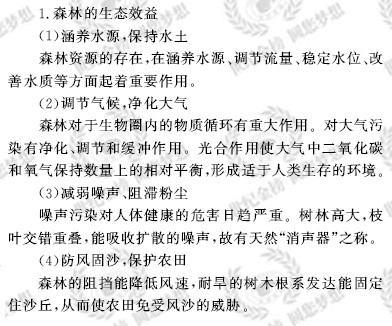 1.森林的生态效益
(1)涵养水源,保持水土
森林资源的存在,在涵养水源、调节流量、稳定水位、改
善水质等方面起着重要作用。
(2)调节气候,净化大气
森林对于生物圈内的物质循环有重大作用。对大气污
染有净化、调节和缓冲作用。光合作用使大气中二氧化碳
和氧气保持数量上的相对平衡,形成适于人类生存的环境。
(3)减弱噪声、阻滞粉尘
噪声污染对人体健康的危害日趋严重。树林高大,枝
叶交错重叠,能吸收扩散的噪声,故有天然“消声器”之称。
(4)防风固沙,保护农田
森林的阻挡能降低风速,耐旱的树木根系发达能固定
住沙丘,从而使农田免受风沙的威胁。